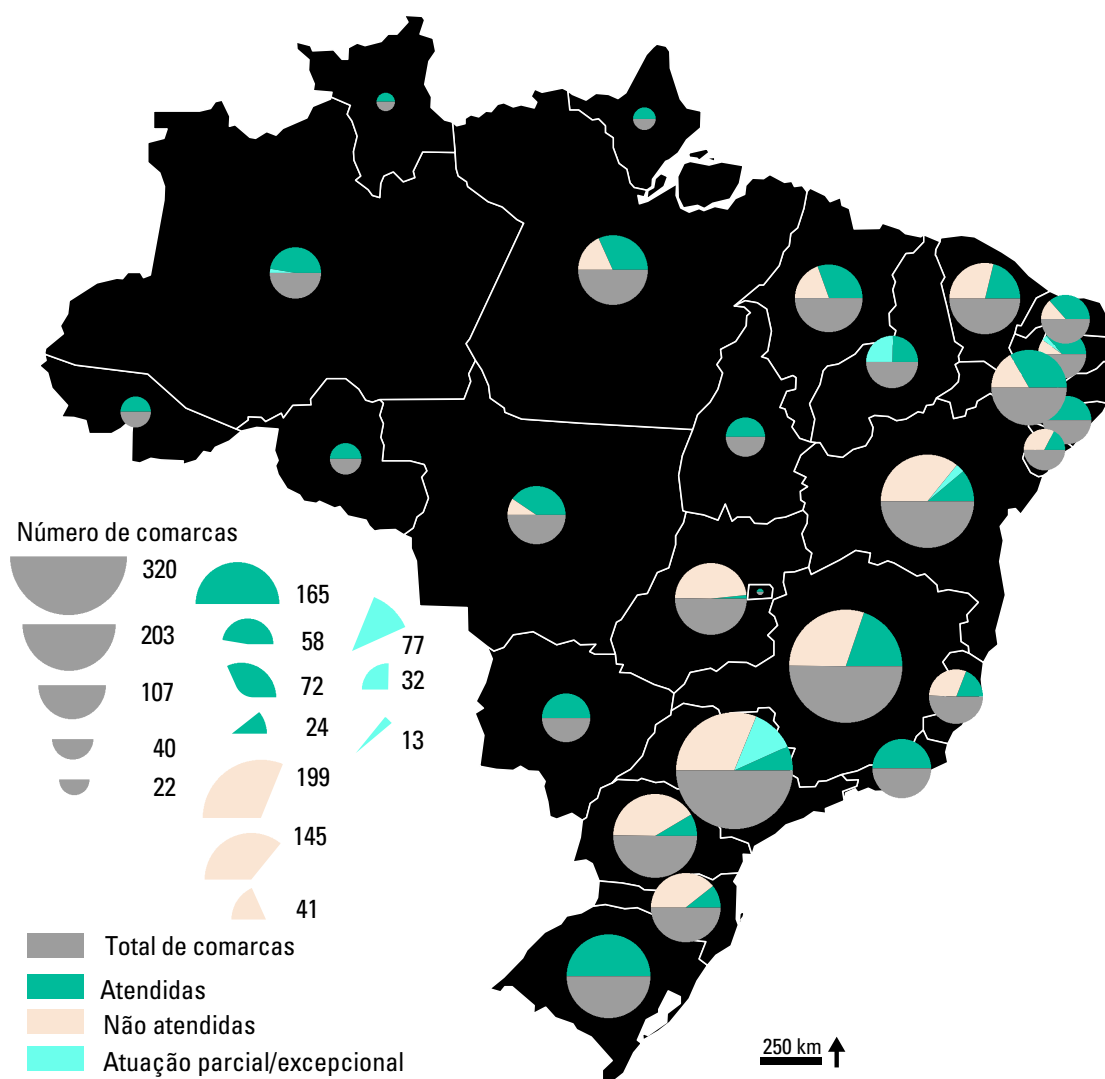 Número de comarcas
320
203
107
40
22
165
58
72
24
199
145
41
77
32
13
Total de comarcas
Atendidas
Não atendidas
Atuação parcial/excepcional
250 km